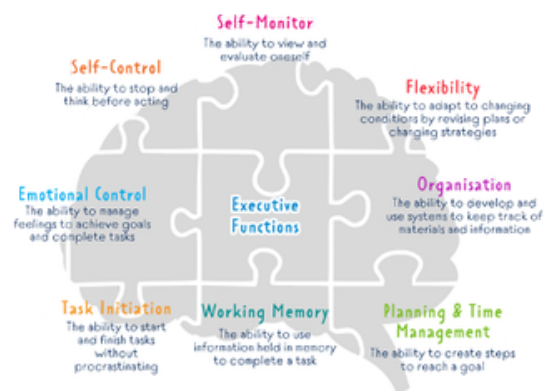 Self-Monitor
The ability to view and
evaluate oneself
Self-Control
The ability to stop and
think before acting
Flexibility
The ability to adapt to changing
conditions by revising plans or
changing strategies
Emotional Control
The ability to manage
feelings to achieve goals
and complete tasks
Executive
Functions
Organisation
The ability to develop and
use systems to keep track of
materials and information
Task Initiation
The ability to start
and finish tasks
without
procrastinating
Working Memory
The ability to use
information held in memory
to complete a task
Planning & Time
Management
The ability to create steps
to reach a goal